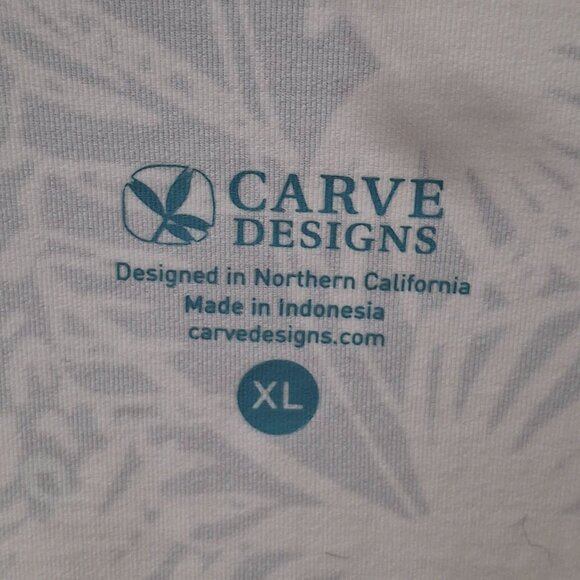 CARVE
DESIGNS
Designed in Northern California
Made in Indonesia
carvedesigns.com
XL